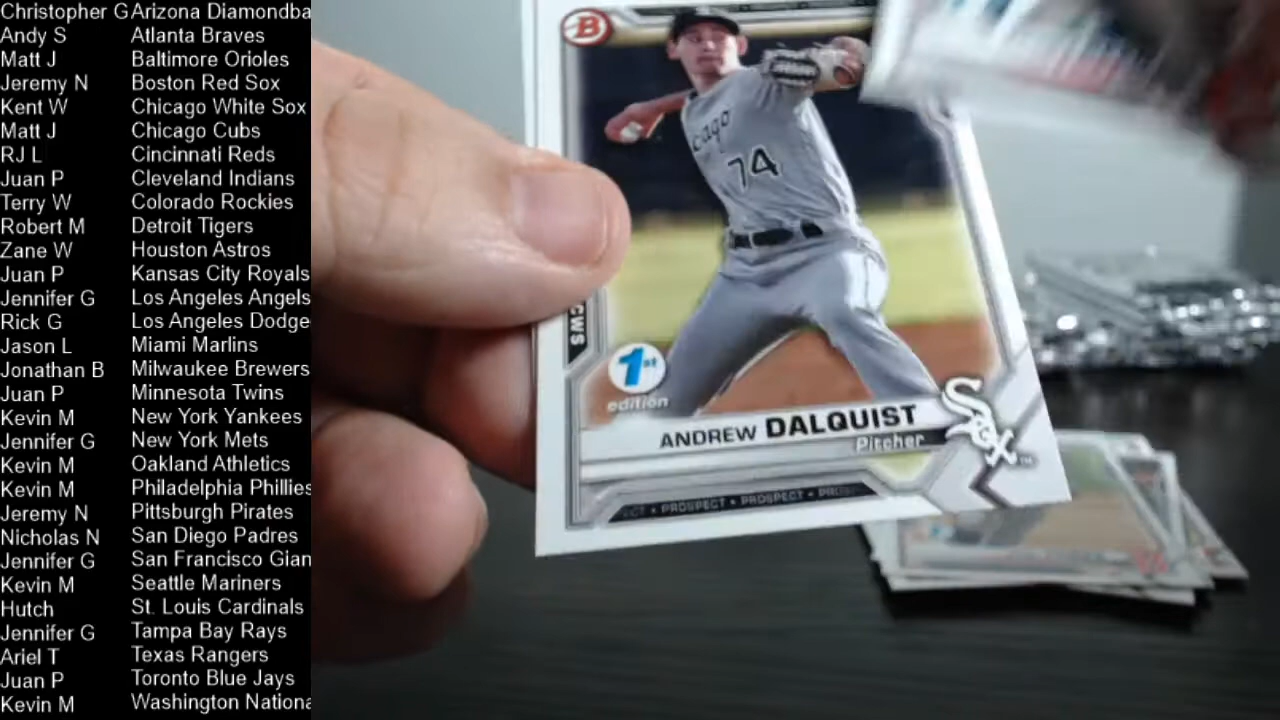 Christopher G Arizona Diamondba
Andy S Atlanta Braves
Matt J Baltimore Orioles
Jeremy N Boston Red Sox
Kent W Chicago White Sox
Matt J Chicago Cubs
RJ L Cincinnati Reds
Juan P Cleveland Indians
Terry W Colorado Rockies
Robert M Detroit Tigers
Zane W Houston Astros
Juan P Kansas City Royals
Jennifer G Los Angeles Angels
Rick G Los Angeles Dodge
Jason L Miami Marlins
Jonathan B Milwaukee Brewers
Juan P Minnesota Twins
Kevin M New York Yankees
Jennifer G New York Mets
Kevin M Oakland Athletics
Kevin M Philadelphia Phillies
Jeremy N Pittsburgh Pirates
Nicholas N San Diego Padres
Jennifer G San Francisco Gian
Kevin M Seattle Mariners
Hutch St. Louis Cardinals
Jennifer G Tampa Bay Rays
Ariel T Texas Rangers
Juan P Toronto Blue Jays
Kevin M Washington Nationa
B
cago
74
CWS
1st
edition
ANDREW DALQUIST
Pitcher
SOX
ECT • PROSPECT • PROSPECT • PRO